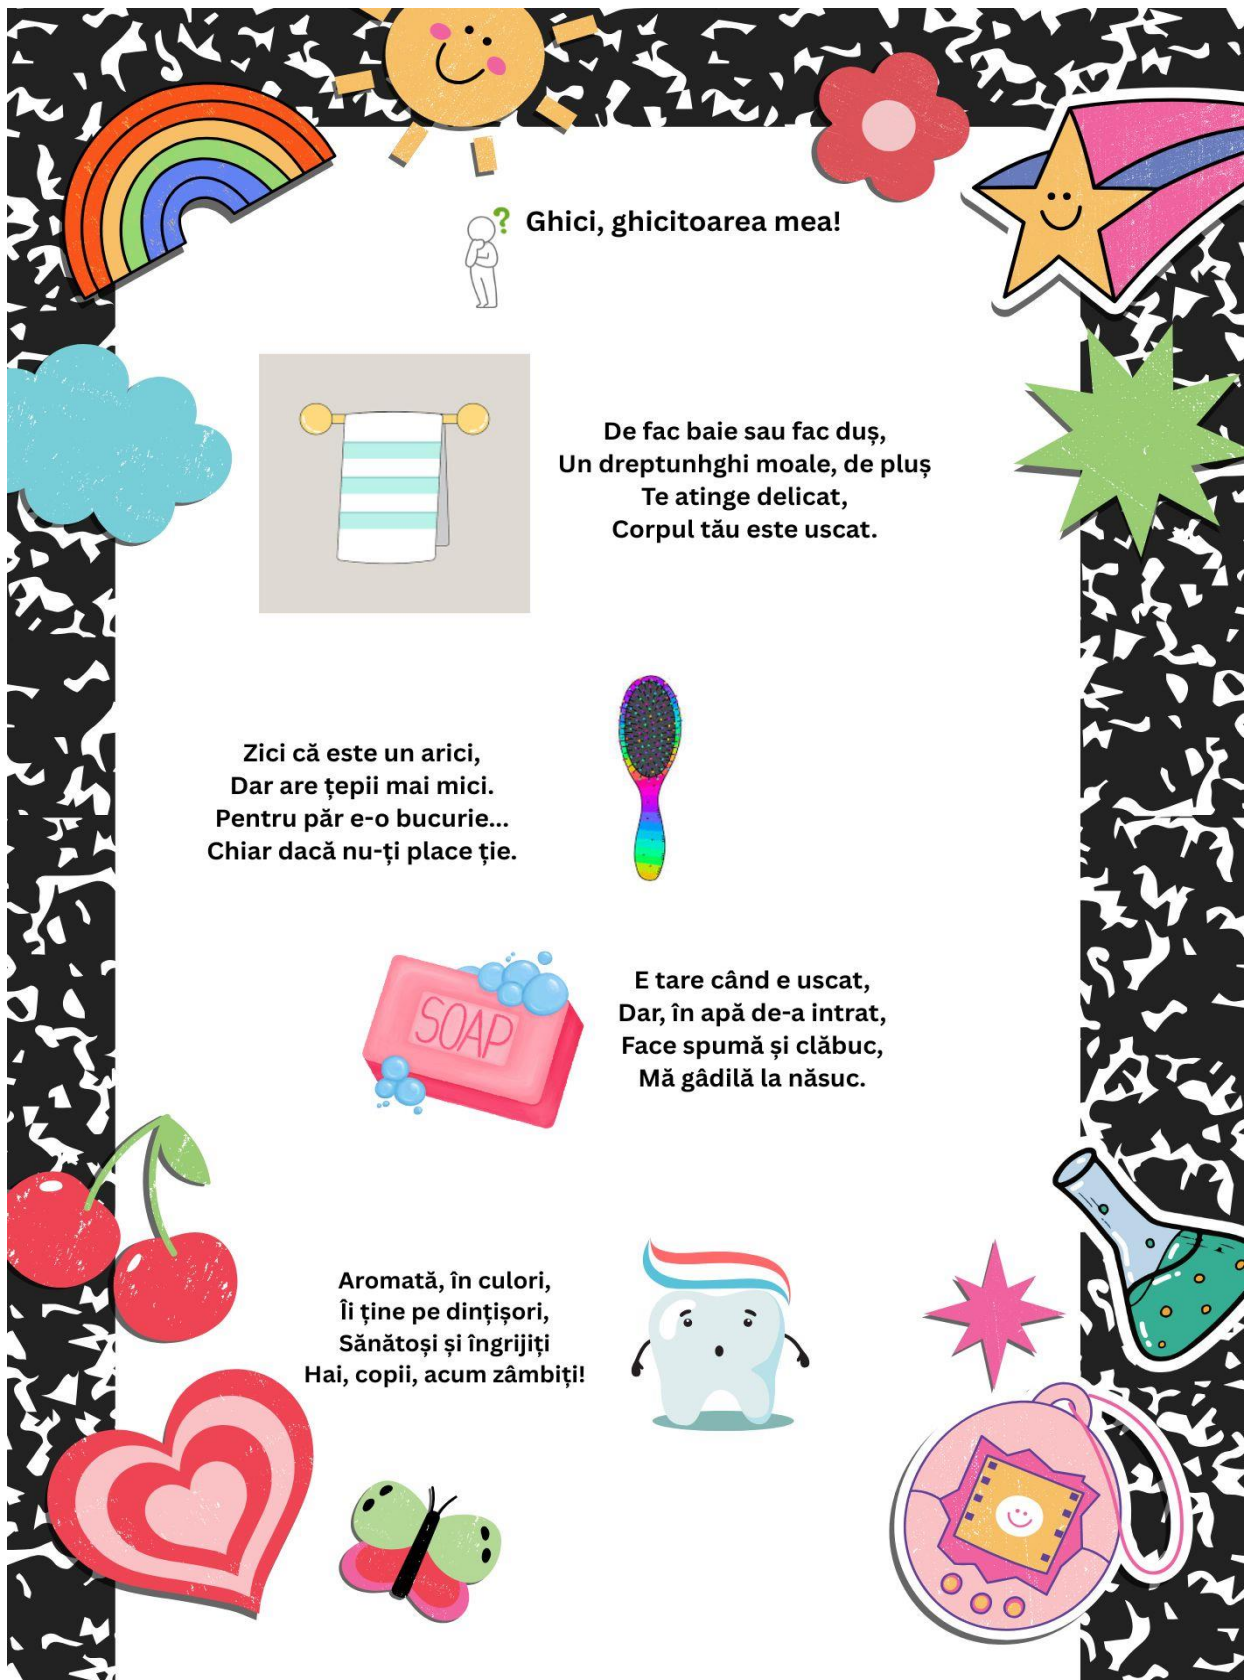 ? Ghici, ghicitoarea mea!
De fac baie sau fac duș,
Un dreptunhghi moale, de pluș
Te atinge delicat,
Corpul tău este uscat.
Zici că este un arici,
Dar are țepii mai mici.
Pentru păr e-o bucurie...
Chiar dacă nu-ți place ție.
SOAP
E tare când e uscat,
Dar, în apă de-a intrat,
Face spumă și clăbuc,
Mă gâdilă la năsuc.
Aromată, în culori,
Îi ține pe dințișori,
Sănătoși și îngrijiți
Hai, copii, acum zâmbiți!